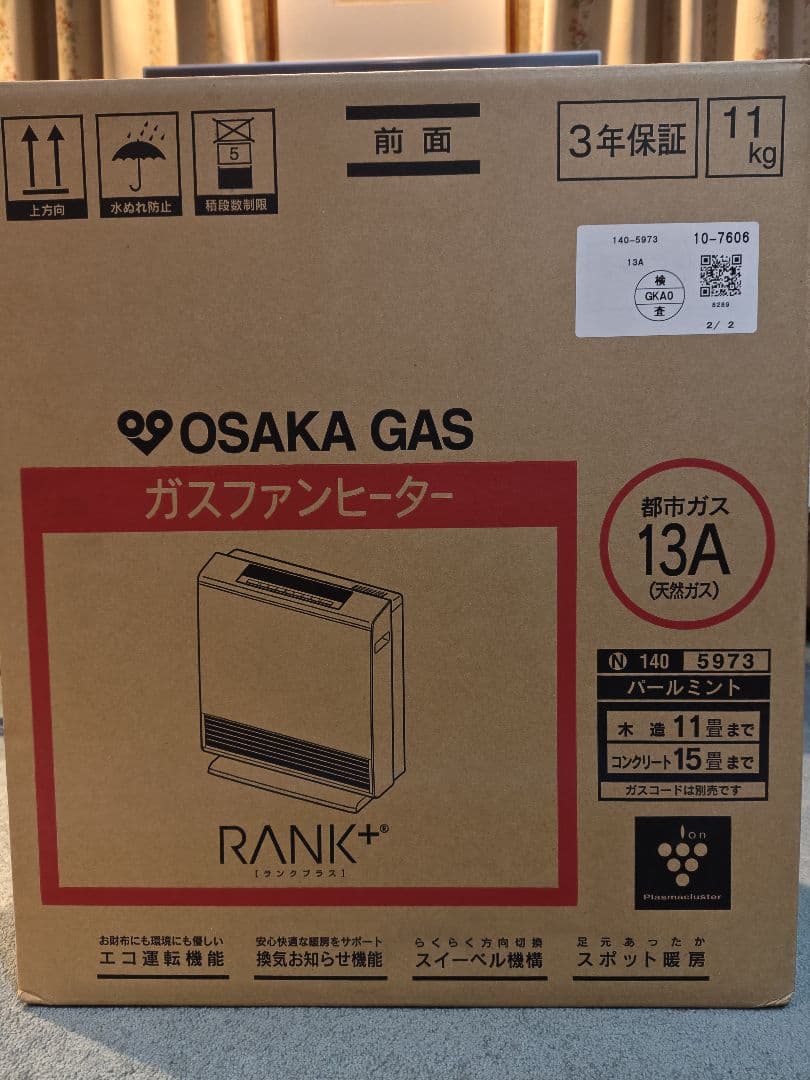 前面
3年保証
11kg
5
上方向
水ぬれ防止
積段数制限
140-5973 10-7606
13A
検
GKA0
査
8289
2/ 2
OSAKA GAS
ガスファンヒーター
都市ガス
13A
(天然ガス)
N 140 5973
パールミント
木造11畳まで
コンクリート15畳まで
ガスコードは別売です
RANK+®
[ランクプラス]
Ion
Plasmacluster
お財布にも環境にも優しい
エコ運転機能
安心快適な暖房をサポート
換気お知らせ機能
らくらく方向切換
スイーベル機構
足元あったか
スポット暖房